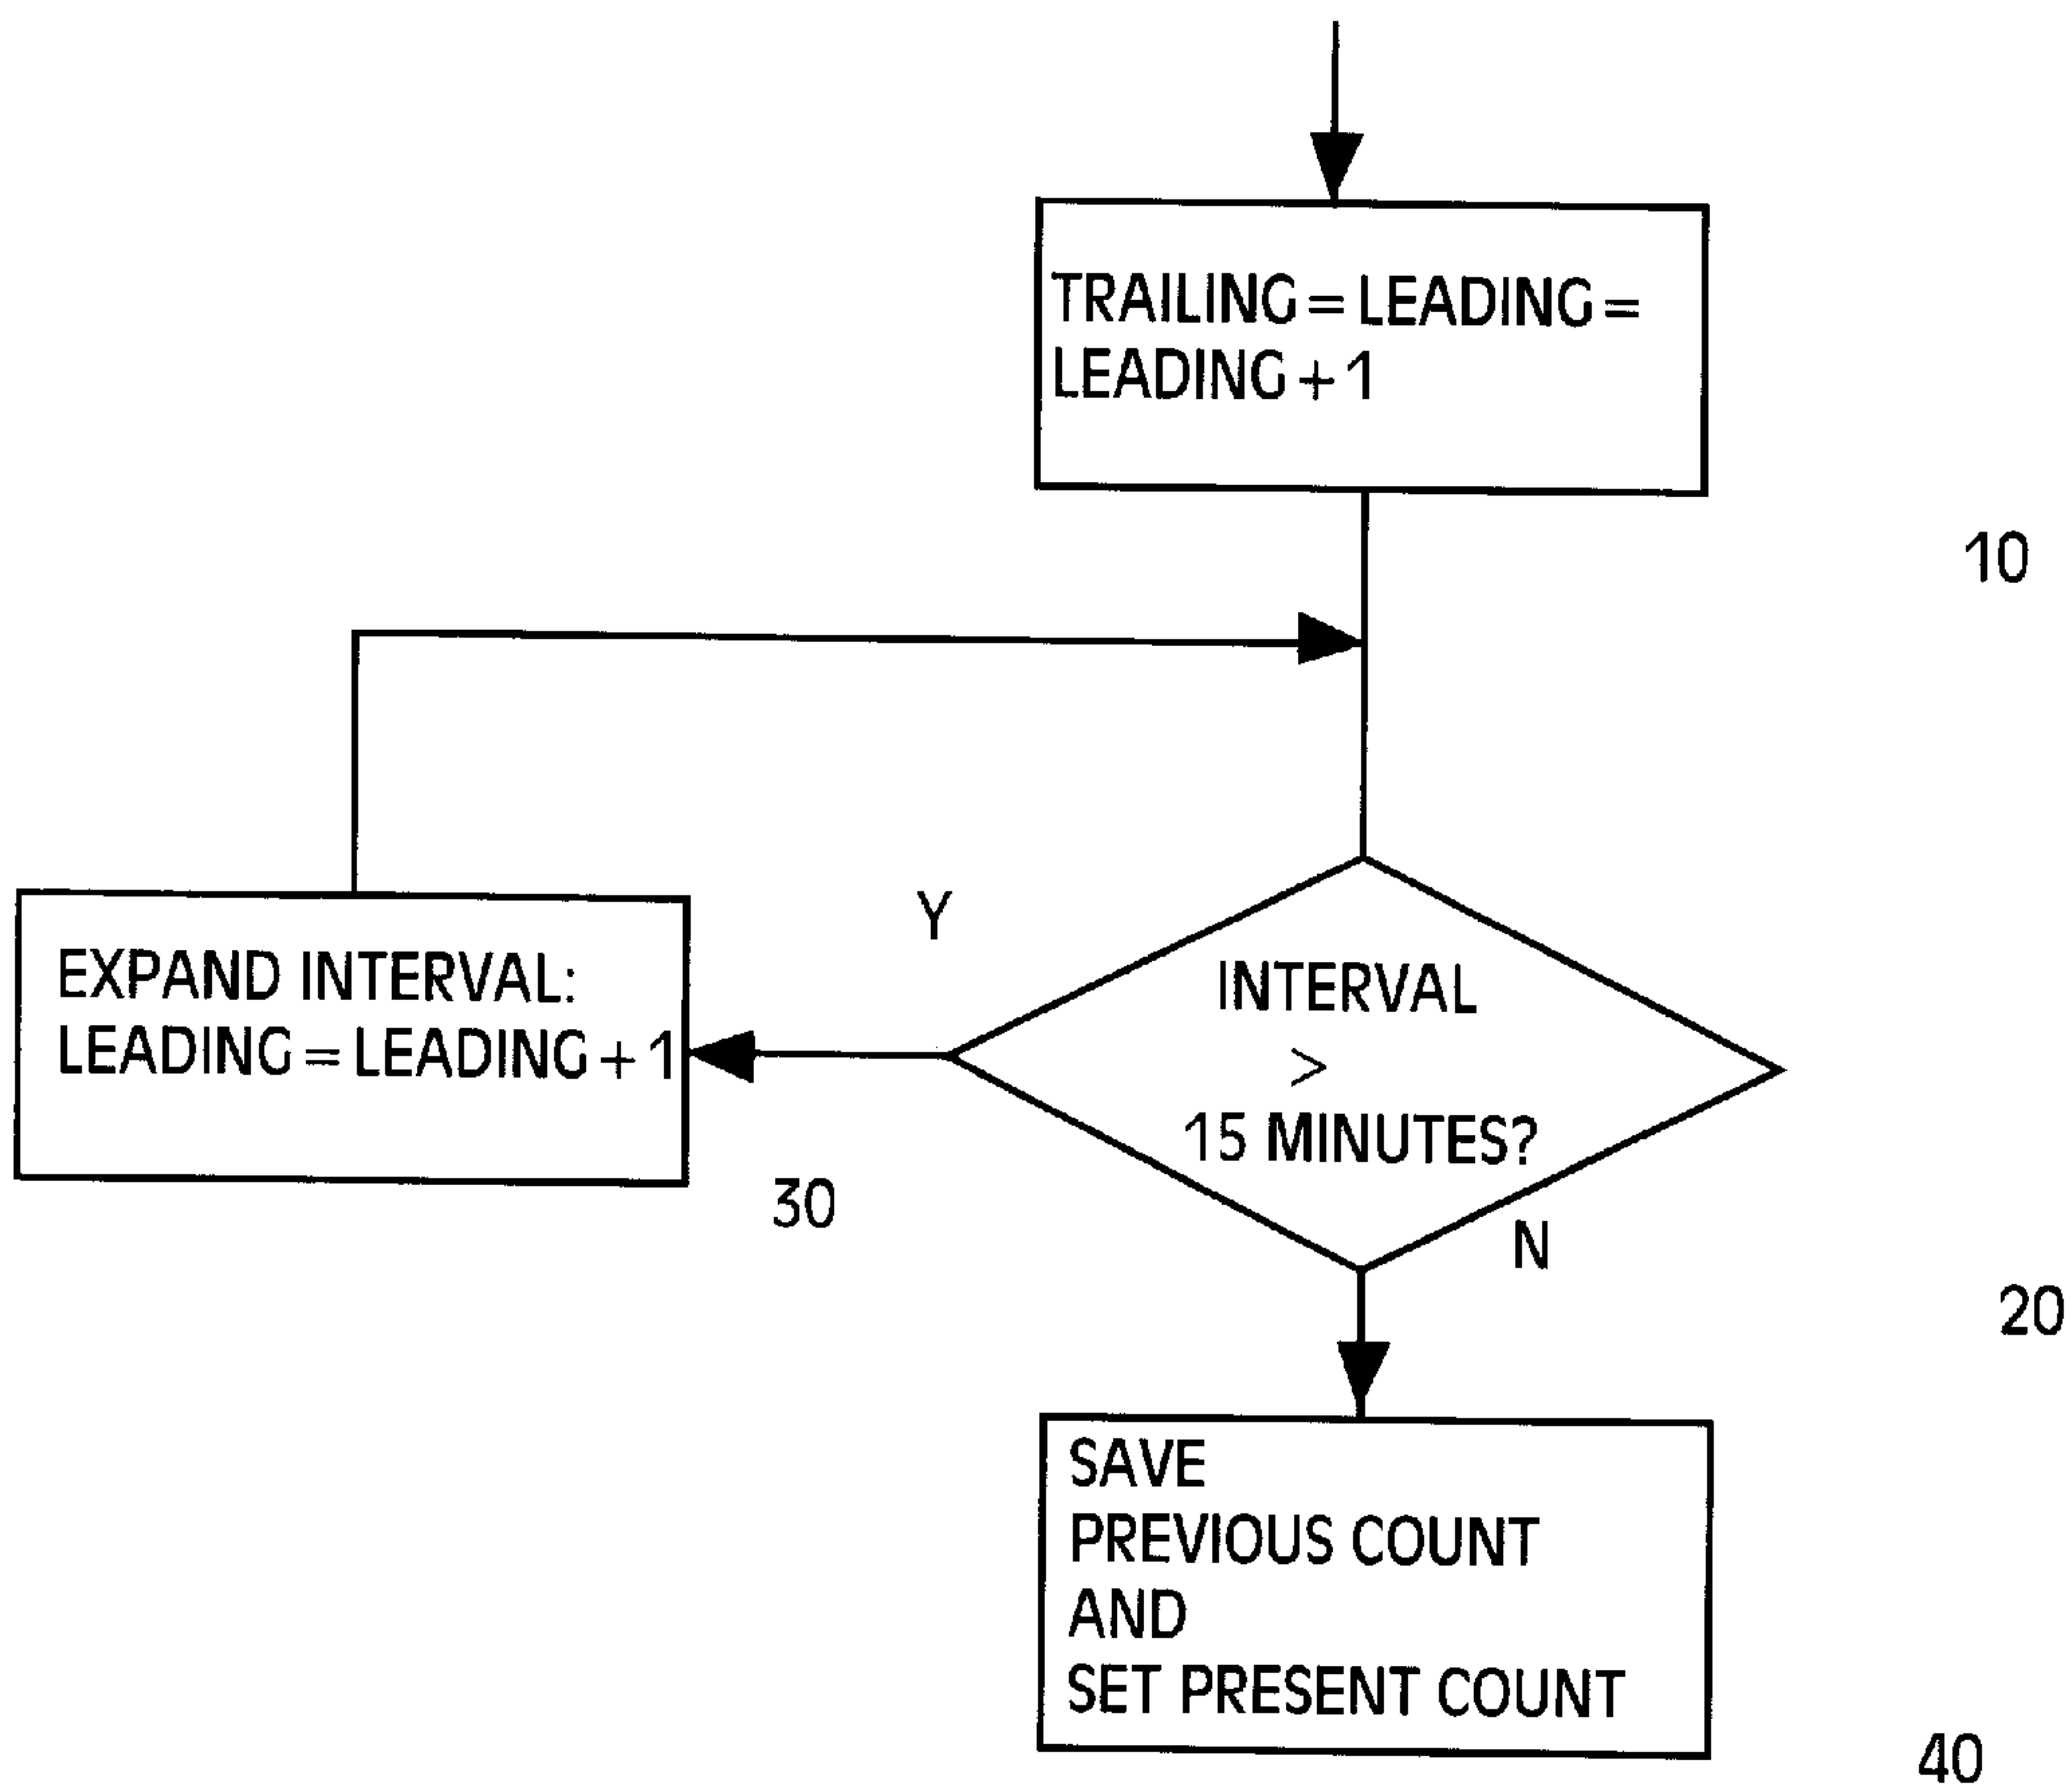 TRAILING = LEADING =
LEADING + 1
10
Y
EXPAND INTERVAL:
LEADING = LEADING + 1
30
INTERVAL
>
15 MINUTES?
N
20
SAVE
PREVIOUS COUNT
AND
SET PRESENT COUNT
40